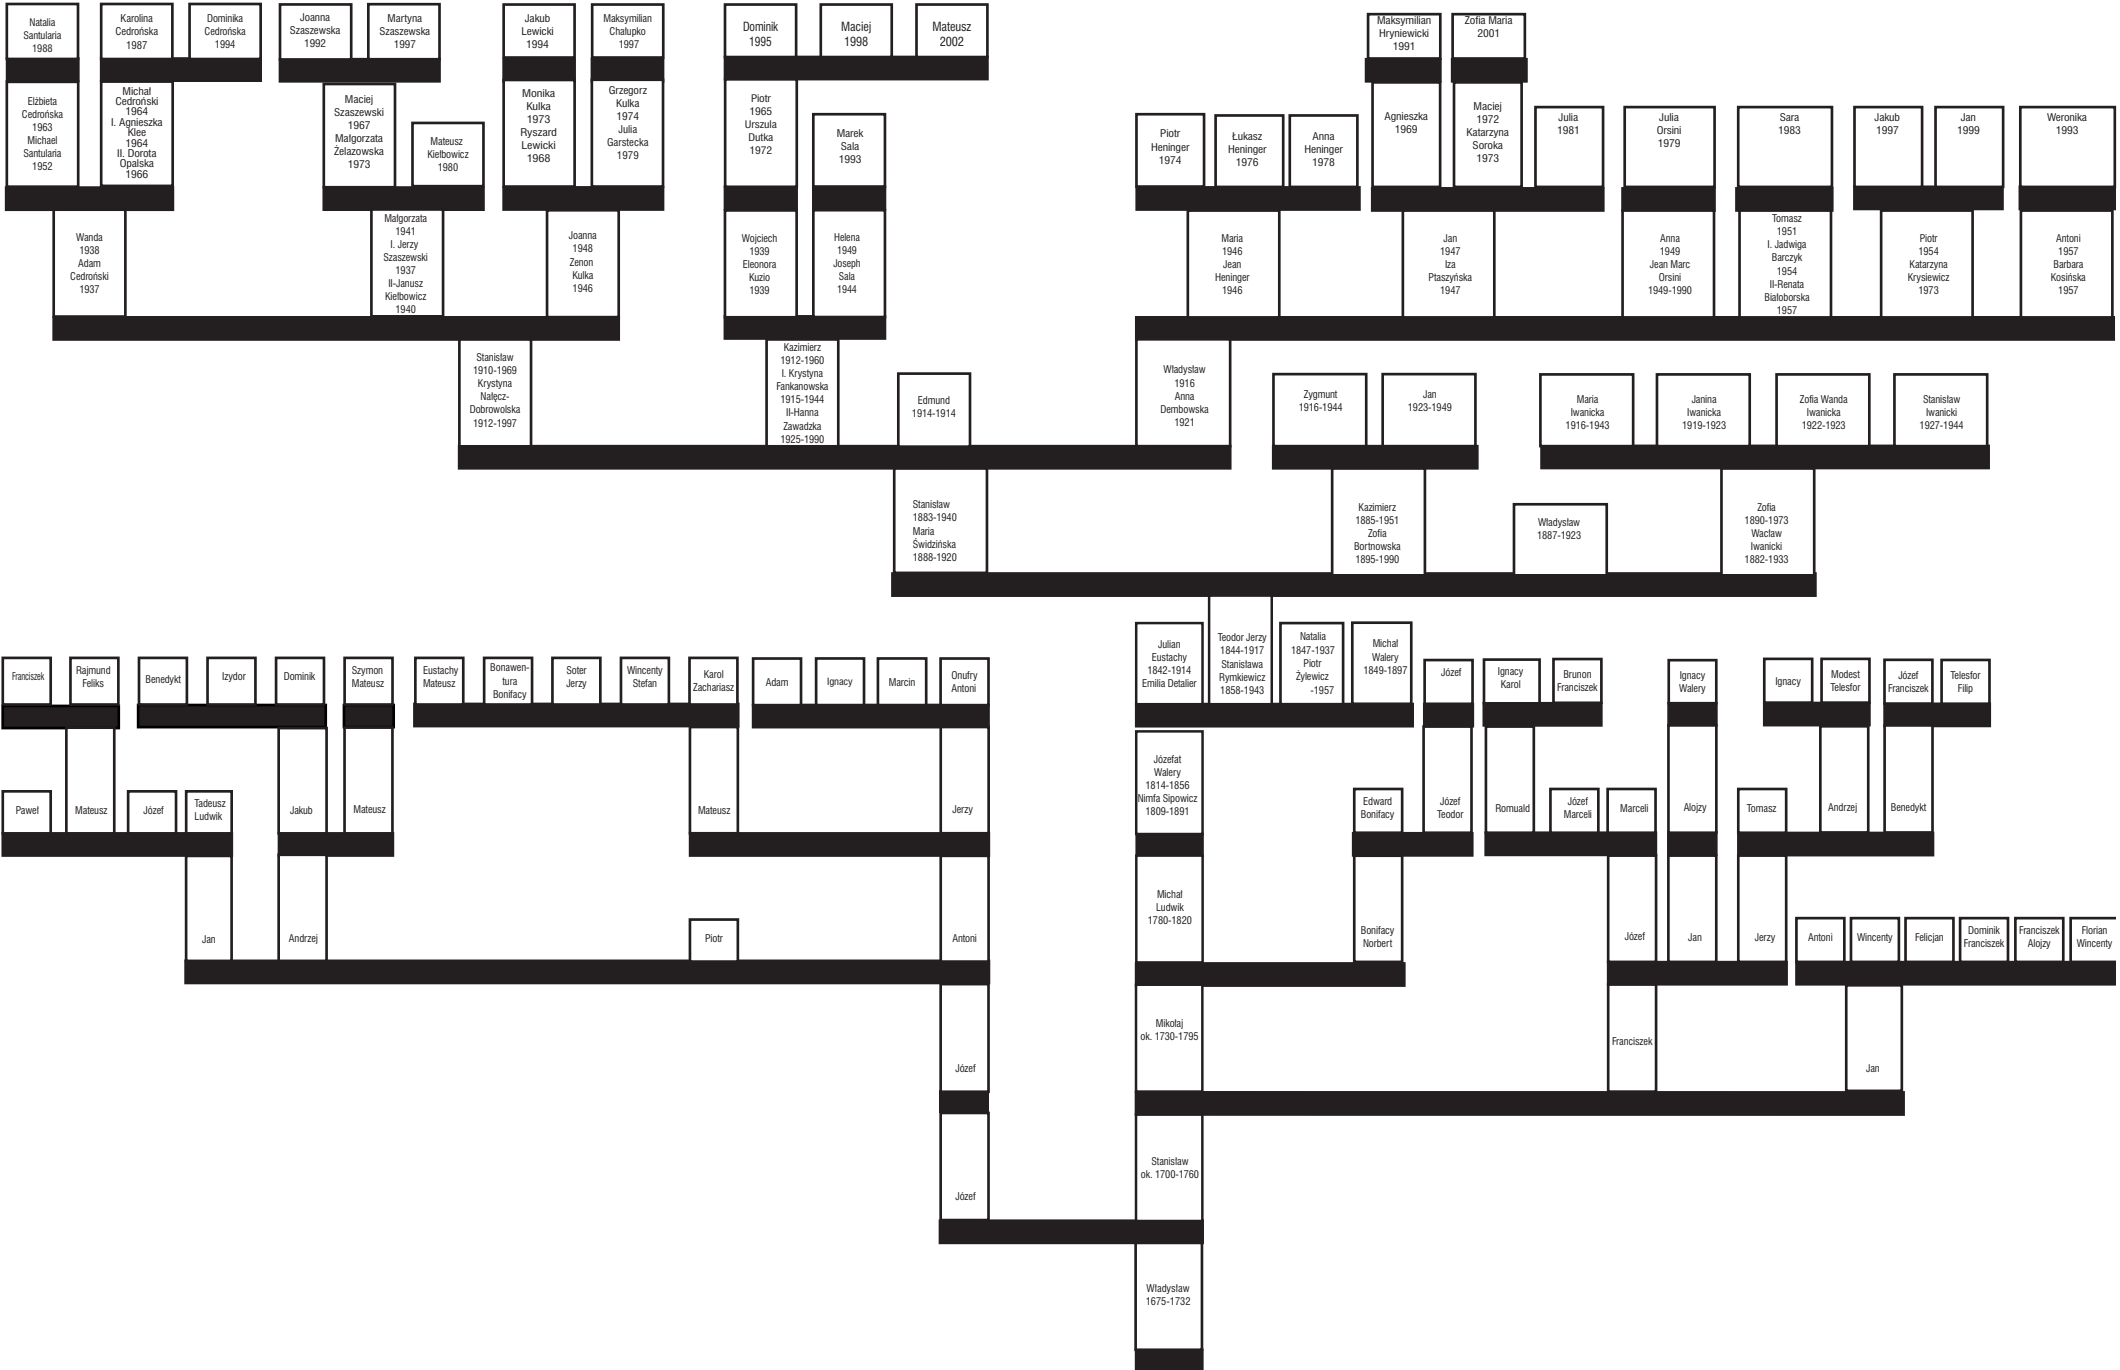 Natalia
Santularia
1988
Karolina
Cedrońska
1987
Dominika
Cedrońska
1994
Joanna
Szaszewska
1992
Martyna
Szaszewska
1997
Jakub
Lewicki
1994
Maksymilian
Chałupko
1997
Dominik
1995
Maciej
1998
Mateusz
2002
Maksymilian
Hryniewicki
1991
Zofia Maria
2001
Elżbieta
Cedrońska
1963
Michael
Santularia
1952
Michał
Cedroński
1964
I. Agnieszka
Klee
1964
II. Dorota
Opalska
1966
Maciej
Szaszewski
1967
Małgorzata
Żelazowska
1973
Mateusz
Kiełbowicz
1980
Monika
Kulka
1973
Ryszard
Lewicki
1968
Grzegorz
Kulka
1974
Julia
Garstecka
1979
Piotr
1965
Urszula
Dutka
1972
Marek
Sala
1993
Piotr
Heninger
1974
Łukasz
Heninger
1976
Anna
Heninger
1978
Agnieszka
1969
Maciej
1972
Katarzyna
Soroka
1973
Julia
1981
Julia
Orsini
1979
Sara
1983
Jakub
1997
Jan
1999
Weronika
1993
Wanda
1938
Adam
Cedroński
1937
Małgorzata
1941
I. Jerzy
Szaszewski
1937
II-Janusz
Kiełbowicz
1940
Joanna
1948
Zenon
Kulka
1946
Wojciech
1939
Eleonora
Kuzio
1939
Helena
1949
Joseph
Sala
1944
Maria
1946
Jean
Heninger
1946
Jan
1947
Iza
Ptaszyńska
1947
Anna
1949
Jean Marc
Orsini
1949-1990
Tomasz
1951
I. Jadwiga
Barczyk
1954
II-Renata
Białoborska
1957
Piotr
1954
Katarzyna
Krysiewicz
1973
Antoni
1957
Barbara
Kosińska
1957
Stanisław
1910-1969
Krystyna
Nałęcz-
Dobrowolska
1912-1997
Kazimierz
1912-1960
I. Krystyna
Fankanowska
1915-1944
II-Hanna
Zawadzka
1925-1990
Edmund
1914-1914
Władysław
1916
Anna
Dembowska
1921
Zygmunt
1916-1944
Jan
1923-1949
Maria
Iwanicka
1916-1943
Janina
Iwanicka
1919-1923
Zofia Wanda
Iwanicka
1922-1923
Stanisław
Iwanicki
1927-1944
Stanisław
1883-1940
Maria
Świdzińska
1888-1920
Kazimierz
1885-1951
Zofia
Bortnowska
1895-1990
Władysław
1887-1923
Zofia
1890-1973
Wacław
Iwanicki
1882-1933
Franciszek
Rajmund
Feliks
Benedykt
Izydor
Dominik
Szymon
Mateusz
Eustachy
Mateusz
Bonawen-
tura
Bonifacy
Soter
Jerzy
Wincenty
Stefan
Karol
Zachariasz
Adam
Ignacy
Marcin
Onufry
Antoni
Julian
Eustachy
1842-1914
Emilia Detalier
Teodor Jerzy
1844-1917
Stanisława
Rymkiewicz
1858-1943
Natalia
1847-1937
Piotr
Żylewicz
-1957
Michał
Walery
1849-1897
Józef
Ignacy
Karol
Brunon
Franciszek
Ignacy
Walery
Ignacy
Modest
Telesfor
Józef
Franciszek
Telesfor
Filip
Paweł
Mateusz
Józef
Tadeusz
Ludwik
Jakub
Mateusz
Mateusz
Jerzy
Józefat
Walery
1814-1856
Nimfa Sipowicz
1809-1891
Edward
Bonifacy
Józef
Teodor
Romuald
Józef
Marceli
Marceli
Alojzy
Tomasz
Andrzej
Benedykt
Jan
Andrzej
Piotr
Antoni
Michał
Ludwik
1780-1820
Bonifacy
Norbert
Józef
Jan
Jerzy
Antoni
Wincenty
Felicjan
Dominik
Franciszek
Franciszek
Alojzy
Florian
Wincenty
Józef
Mikołaj
ok. 1730-1795
Franciszek
Jan
Józef
Stanisław
ok. 1700-1760
Władysław
1675-1732